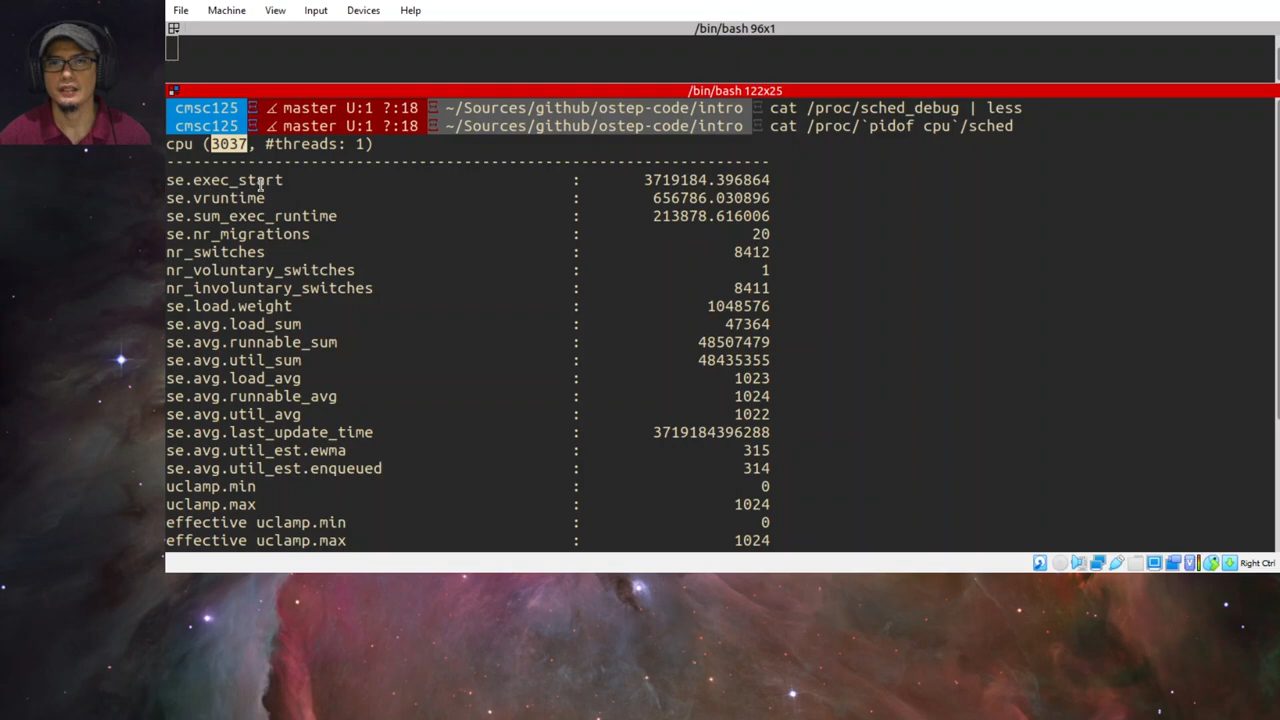 File Machine View Input Devices Help
/bin/bash 96x1
/bin/bash 122x25
cmsc125 master U:1 ?:18 ~/Sources/github/ostep-code/intro cat /proc/sched_debug | less
cmsc125 master U:1 ?:18 ~/Sources/github/ostep-code/intro cat /proc/`pidof cpu`/sched
cpu (3037, #threads: 1)
-------------------------------------------------------------------
se.exec_start : 3719184.396864
se.vruntime : 656786.030896
se.sum_exec_runtime : 213878.616006
se.nr_migrations : 20
nr_switches : 8412
nr_voluntary_switches : 1
nr_involuntary_switches : 8411
se.load.weight : 1048576
se.avg.load_sum : 47364
se.avg.runnable_sum : 48507479
se.avg.util_sum : 48435355
se.avg.load_avg : 1023
se.avg.runnable_avg : 1024
se.avg.util_avg : 1022
se.avg.last_update_time : 3719184396288
se.avg.util_est.ewma : 315
se.avg.util_est.enqueued : 314
uclamp.min : 0
uclamp.max : 1024
effective uclamp.min : 0
effective uclamp.max : 1024
Right Ctrl